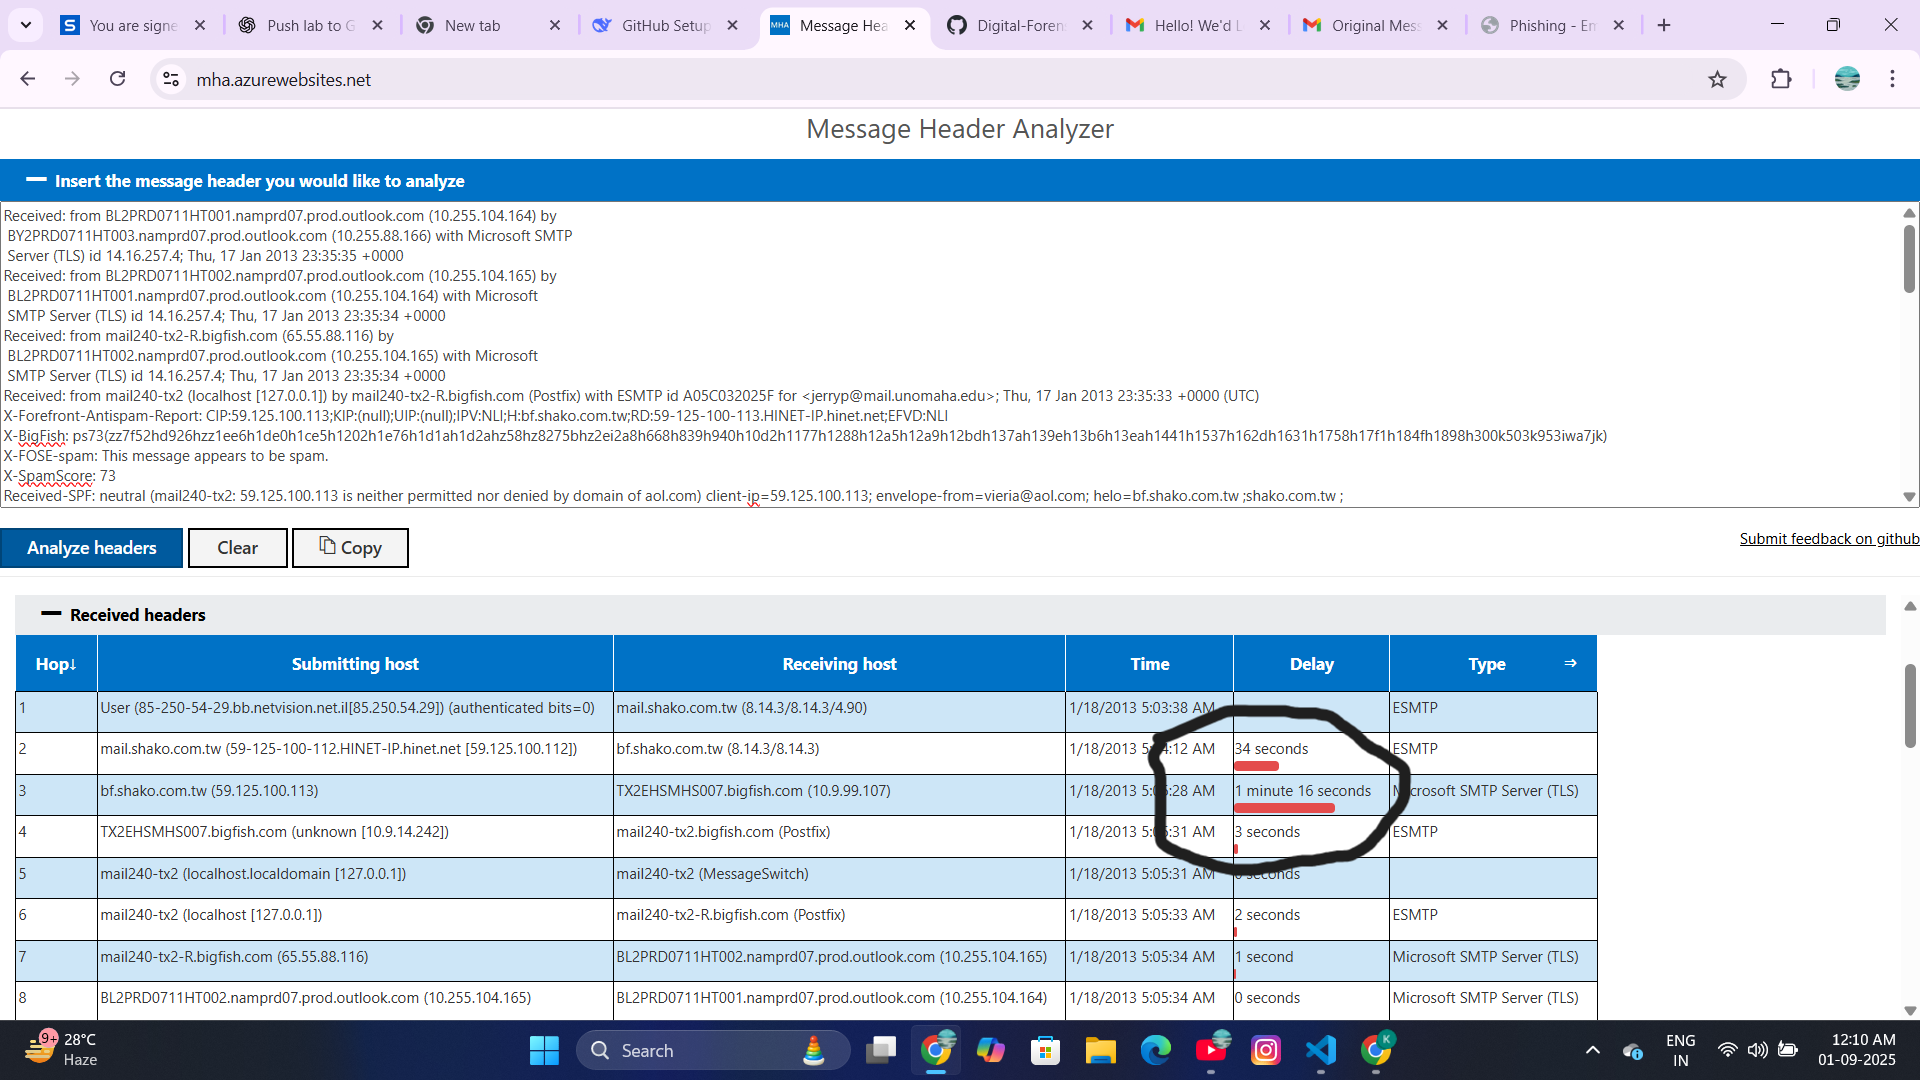 You are signe
Push lab to G
New tab
GitHub Setup
MHA
Message Hea
Digital-Foren
Hello! We'd L
Original Mess
Phishing - Em
mha.azurewebsites.net
Message Header Analyzer
Insert the message header you would like to analyze
Received: from BL2PRD0711HT001.namprd07.prod.outlook.com (10.255.104.164) by
BY2PRD0711HT003.namprd07.prod.outlook.com (10.255.88.166) with Microsoft SMTP
Server (TLS) id 14.16.257.4; Thu, 17 Jan 2013 23:35:35 +0000
Received: from BL2PRD0711HT002.namprd07.prod.outlook.com (10.255.104.165) by
BL2PRD0711HT001.namprd07.prod.outlook.com (10.255.104.164) with Microsoft
SMTP Server (TLS) id 14.16.257.4; Thu, 17 Jan 2013 23:35:34 +0000
Received: from mail240-tx2-R.bigfish.com (65.55.88.116) by
BL2PRD0711HT002.namprd07.prod.outlook.com (10.255.104.165) with Microsoft
SMTP Server (TLS) id 14.16.257.4; Thu, 17 Jan 2013 23:35:34 +0000
Received: from mail240-tx2 (localhost [127.0.0.1]) by mail240-tx2-R.bigfish.com (Postfix) with ESMTP id A05C032025F for <jerryp@mail.unomaha.edu>; Thu, 17 Jan 2013 23:35:33 +0000 (UTC)
X-Forefront-Antispam-Report: CIP:59.125.100.113;KIP:(null);UIP:(null);IPV:NLI;H:bf.shako.com.tw;RD:59-125-100-113.HINET-IP.hinet.net;EFVD:NLI
X-BigFish: ps73(zz7f52hd926hzz1ee6h1de0h1ce5h1202h1e76h1d1ah1d2ahz58hz8275bhz2ei2a8h668h839h940h10d2h1177h1288h12a5h12a9h12bdh137ah139eh13b6h13eah1441h1537h162dh1631h1758h17f1h184fh1898h300k503k953iwa7jk)
X-FOSE-spam: This message appears to be spam.
X-SpamScore: 73
Received-SPF: neutral (mail240-tx2: 59.125.100.113 is neither permitted nor denied by domain of aol.com) client-ip=59.125.100.113; envelope-from=vieria@aol.com; helo=bf.shako.com.tw ;shako.com.tw ;
Analyze headers Clear Copy
Submit feedback on github
Received headers
Hop↓ Submitting host Receiving host Time Delay Type ⇒
1 User (85-250-54-29.bb.netvision.net.il[85.250.54.29]) (authenticated bits=0) mail.shako.com.tw (8.14.3/8.14.3/4.90) 1/18/2013 5:03:38 AM ESMTP
2 mail.shako.com.tw (59-125-100-112.HINET-IP.hinet.net [59.125.100.112]) bf.shako.com.tw (8.14.3/8.14.3) 1/18/2013 5:04:12 AM 34 seconds ESMTP
3 bf.shako.com.tw (59.125.100.113) TX2EHSMHS007.bigfish.com (10.9.99.107) 1/18/2013 5:05:28 AM 1 minute 16 seconds Microsoft SMTP Server (TLS)
4 TX2EHSMHS007.bigfish.com (unknown [10.9.14.242]) mail240-tx2.bigfish.com (Postfix) 1/18/2013 5:05:31 AM 3 seconds ESMTP
5 mail240-tx2 (localhost.localdomain [127.0.0.1]) mail240-tx2 (MessageSwitch) 1/18/2013 5:05:31 AM 0 seconds
6 mail240-tx2 (localhost [127.0.0.1]) mail240-tx2-R.bigfish.com (Postfix) 1/18/2013 5:05:33 AM 2 seconds ESMTP
7 mail240-tx2-R.bigfish.com (65.55.88.116) BL2PRD0711HT002.namprd07.prod.outlook.com (10.255.104.165) 1/18/2013 5:05:34 AM 1 second Microsoft SMTP Server (TLS)
8 BL2PRD0711HT002.namprd07.prod.outlook.com (10.255.104.165) BL2PRD0711HT001.namprd07.prod.outlook.com (10.255.104.164) 1/18/2013 5:05:34 AM 0 seconds Microsoft SMTP Server (TLS)
9+
28°C
Haze
Search
K
ENG
IN
12:10 AM
01-09-2025